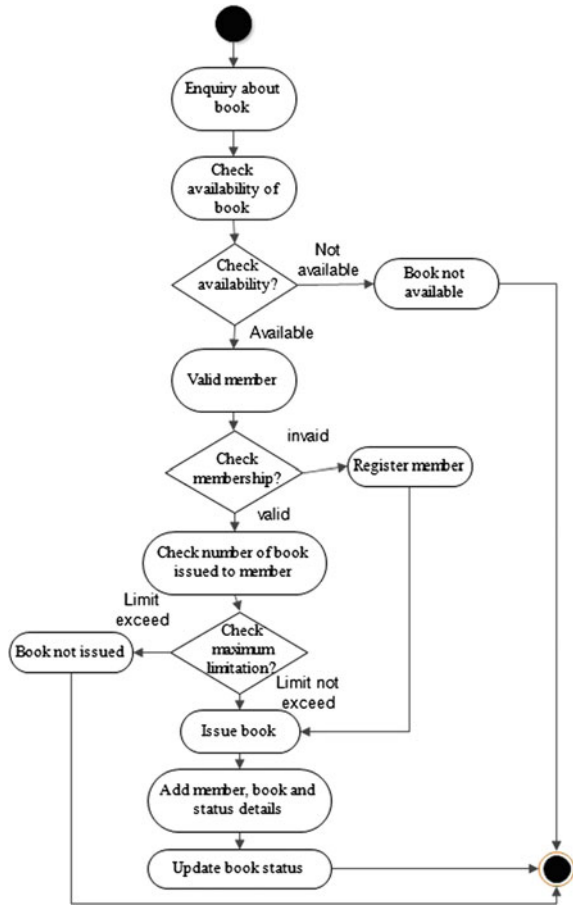 Enquiry about
book
Check
availability of
book
Check
availability?
Not
available
Book not
available
Available
Valid member
Check
membership?
invaid
Register member
valid
Check number of book
issued to member
Limit
exceed
Check
maximum
limitation?
Book not issued
Limit not
exceed
Issue book
Add member, book and
status details
Update book status